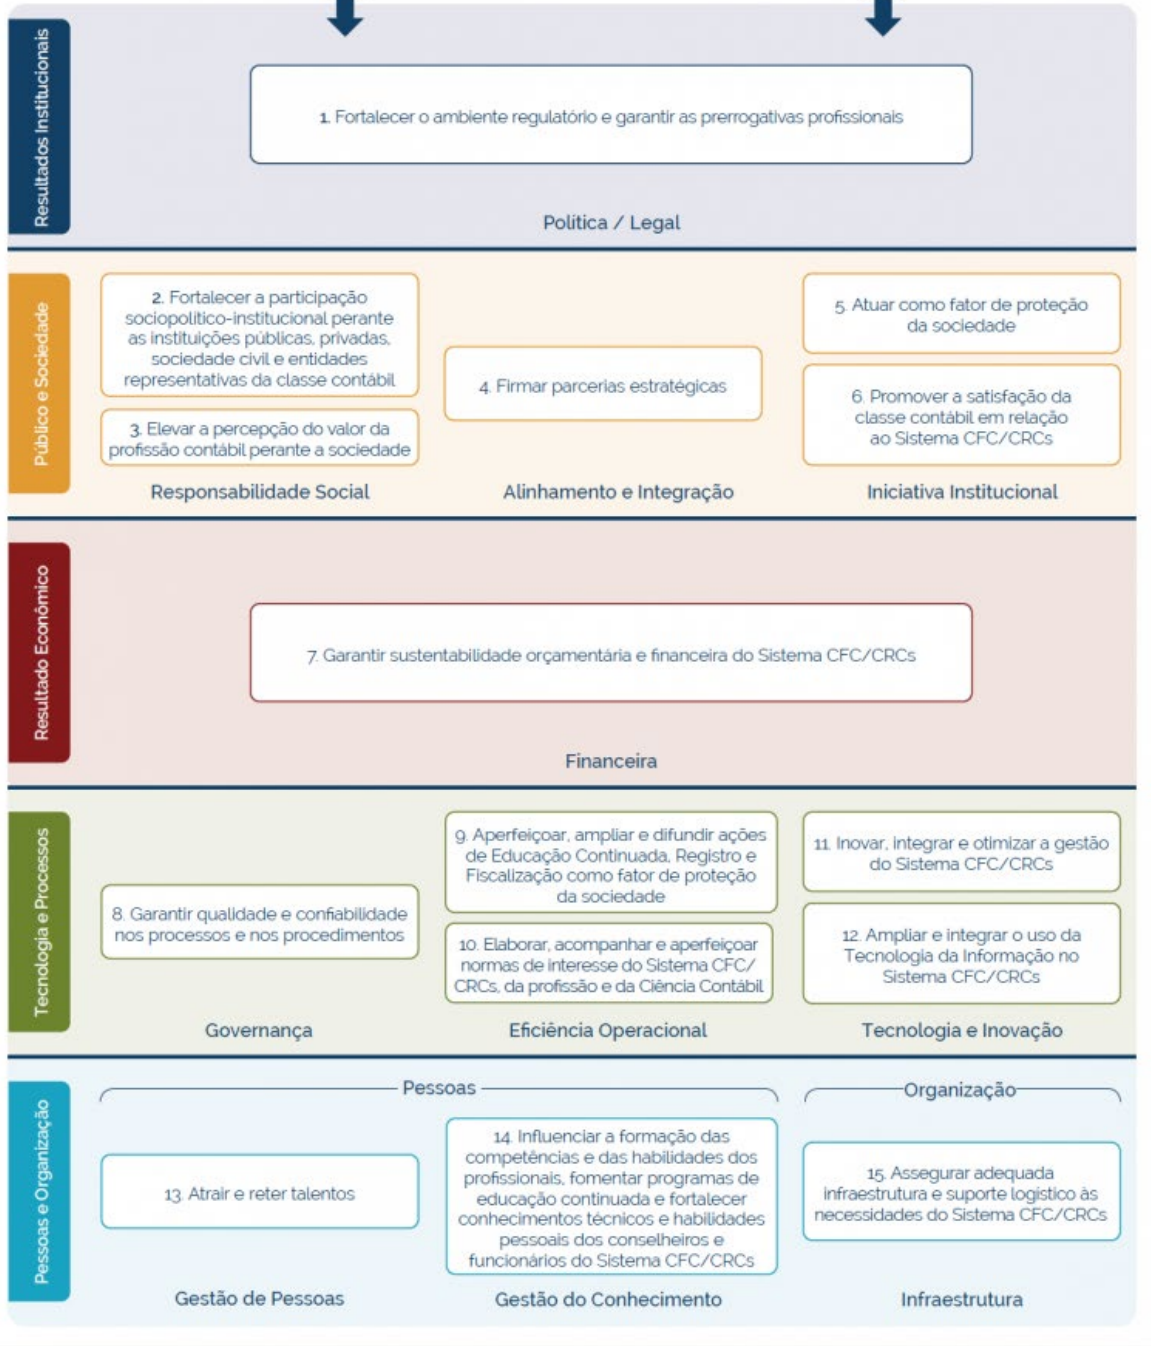 Resultados Institucionais
1. Fortalecer o ambiente regulatório e garantir as prerrogativas profissionais
Política / Legal
Público e Sociedade
2. Fortalecer a participação
sociopolítico-institucional perante
as instituições públicas, privadas,
sociedade civil e entidades
representativas da classe contábil
3. Elevar a percepção do valor da
profissão contábil perante a sociedade
Responsabilidade Social
4. Firmar parcerias estratégicas
Alinhamento e Integração
5. Atuar como fator de proteção
da sociedade
6. Promover a satisfação da
classe contábil em relação
ao Sistema CFC/CRCs
Iniciativa Institucional
Resultado Econômico
7. Garantir sustentabilidade orçamentária e financeira do Sistema CFC/CRCs
Financeira
Tecnologia e Processos
8. Garantir qualidade e confiabilidade
nos processos e nos procedimentos
Governança
9. Aperfeiçoar, ampliar e difundir ações
de Educação Continuada, Registro e
Fiscalização como fator de proteção
da sociedade
10. Elaborar, acompanhar e aperfeiçoar
normas de interesse do Sistema CFC/
CRCs, da profissão e da Ciência Contábil
Eficiência Operacional
11. Inovar, integrar e otimizar a gestão
do Sistema CFC/CRCs
12. Ampliar e integrar o uso da
Tecnologia da Informação no
Sistema CFC/CRCs
Tecnologia e Inovação
Pessoas e Organização
Pessoas
13. Atrair e reter talentos
Gestão de Pessoas
14. Influenciar a formação das
competências e das habilidades dos
profissionais, fomentar programas de
educação continuada e fortalecer
conhecimentos técnicos e habilidades
pessoais dos conselheiros e
funcionários do Sistema CFC/CRCs
Gestão do Conhecimento
Organização
15. Assegurar adequada
infraestrutura e suporte logístico às
necessidades do Sistema CFC/CRCs
Infraestrutura